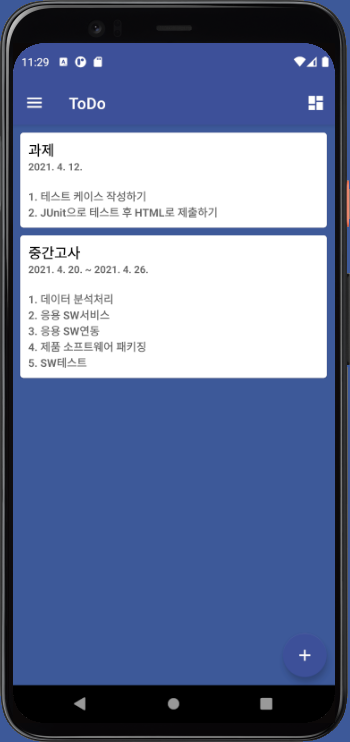 11:29
ToDo
과제
2021. 4. 12.
1. 테스트 케이스 작성하기
2. JUnit으로 테스트 후 HTML로 제출하기
중간고사
2021. 4. 20. ~ 2021. 4. 26.
1. 데이터 분석처리
2. 응용 SW서비스
3. 응용 SW연동
4. 제품 소프트웨어 패키징
5. SW테스트